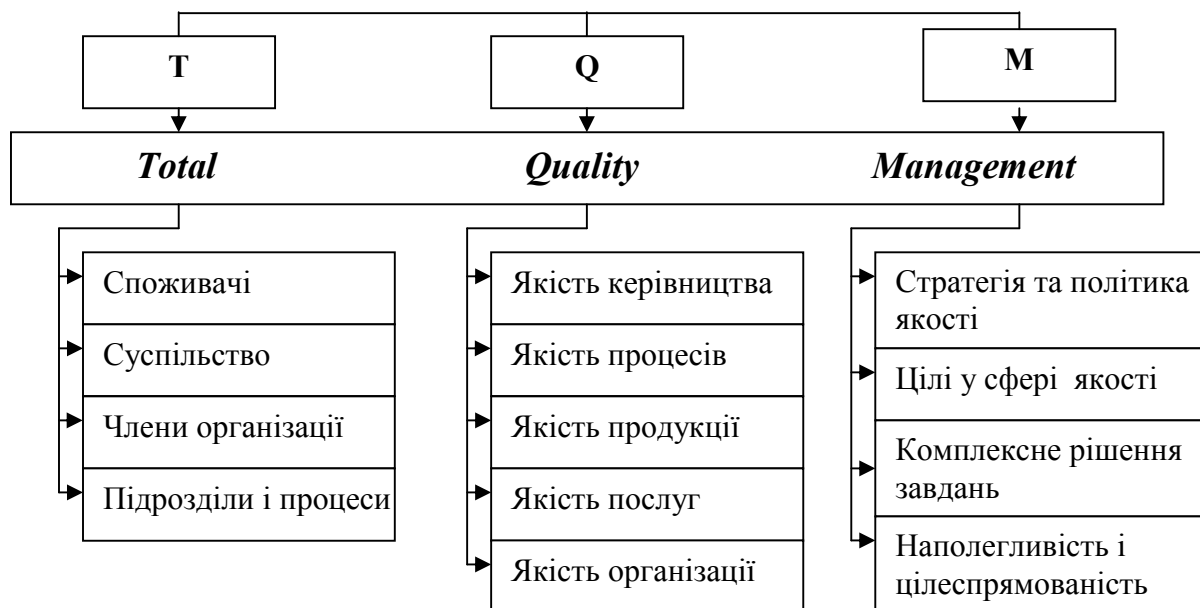 T
Q
M
Total
Quality
Management
Споживачі
Суспільство
Члени організації
Підрозділи і процеси
Якість керівництва
Якість процесів
Якість продукції
Якість послуг
Якість організації
Стратегія та політика
якості
Цілі у сфері якості
Комплексне рішення
завдань
Наполегливість і
цілеспрямованість